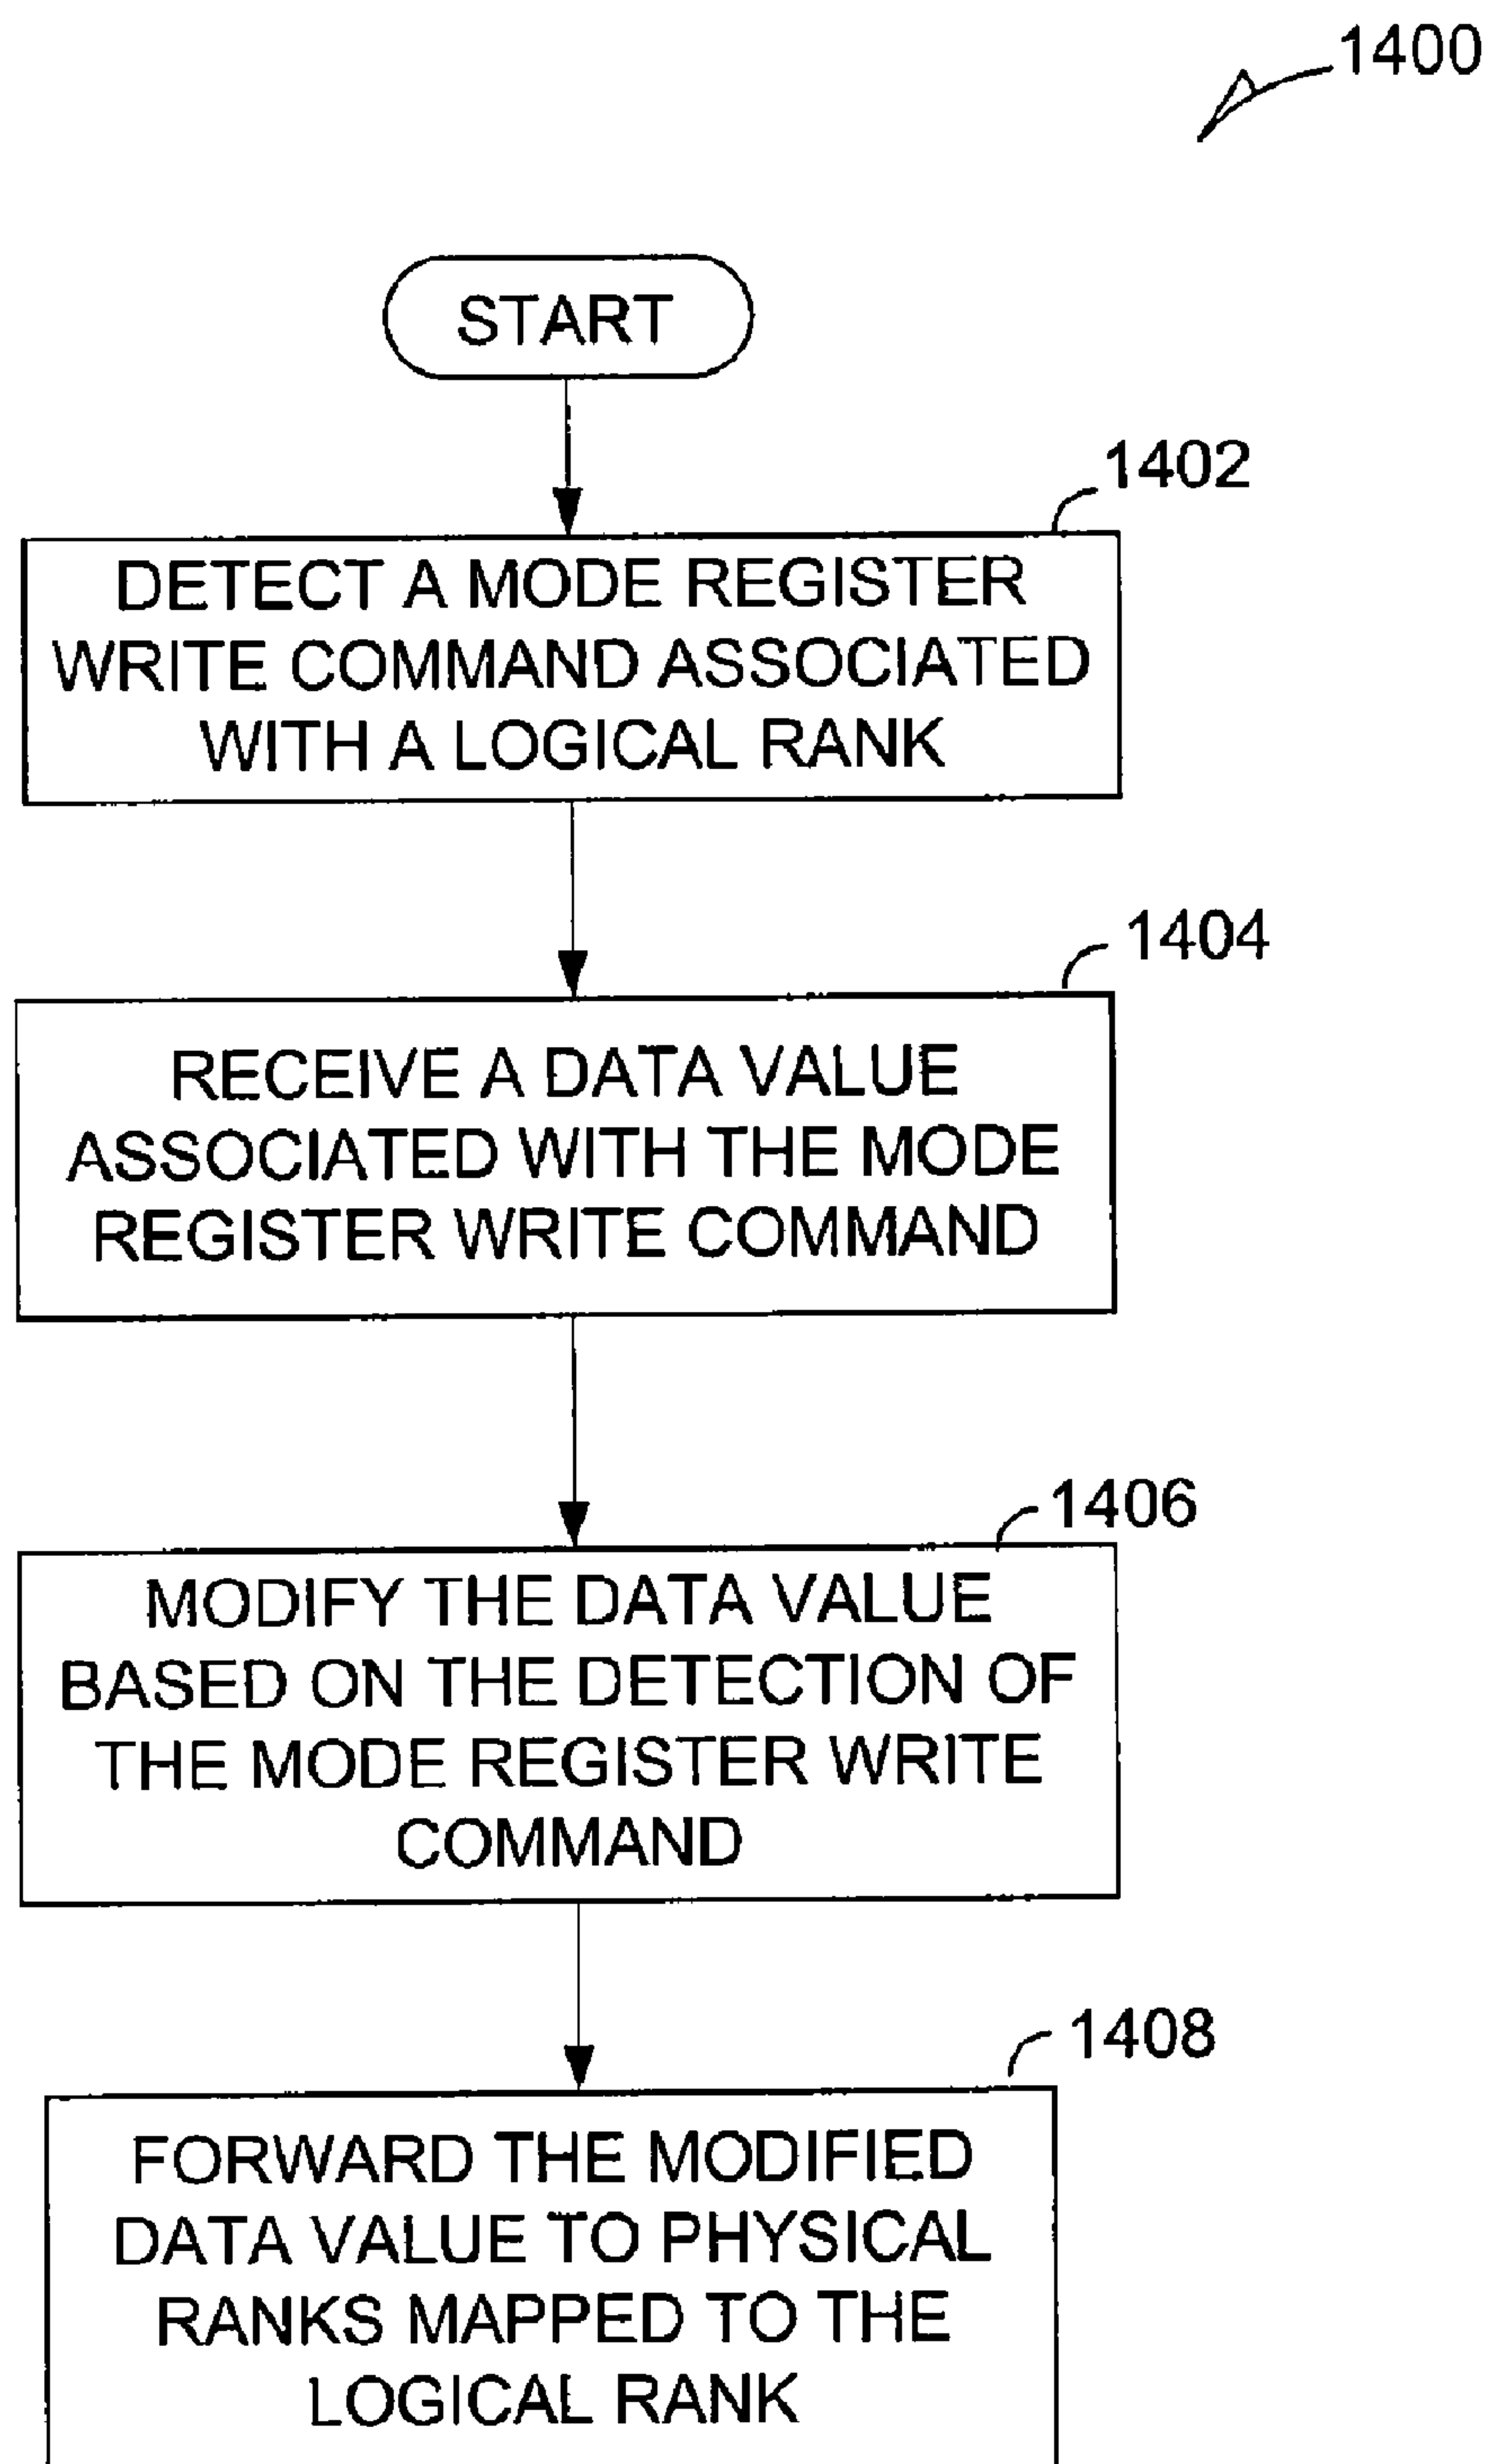 1400
START
1402
DETECT A MODE REGISTER
WRITE COMMAND ASSOCIATED
WITH A LOGICAL RANK
1404
RECEIVE A DATA VALUE
ASSOCIATED WITH THE MODE
REGISTER WRITE COMMAND
1406
MODIFY THE DATA VALUE
BASED ON THE DETECTION OF
THE MODE REGISTER WRITE
COMMAND
1408
FORWARD THE MODIFIED
DATA VALUE TO PHYSICAL
RANKS MAPPED TO THE
LOGICAL RANK